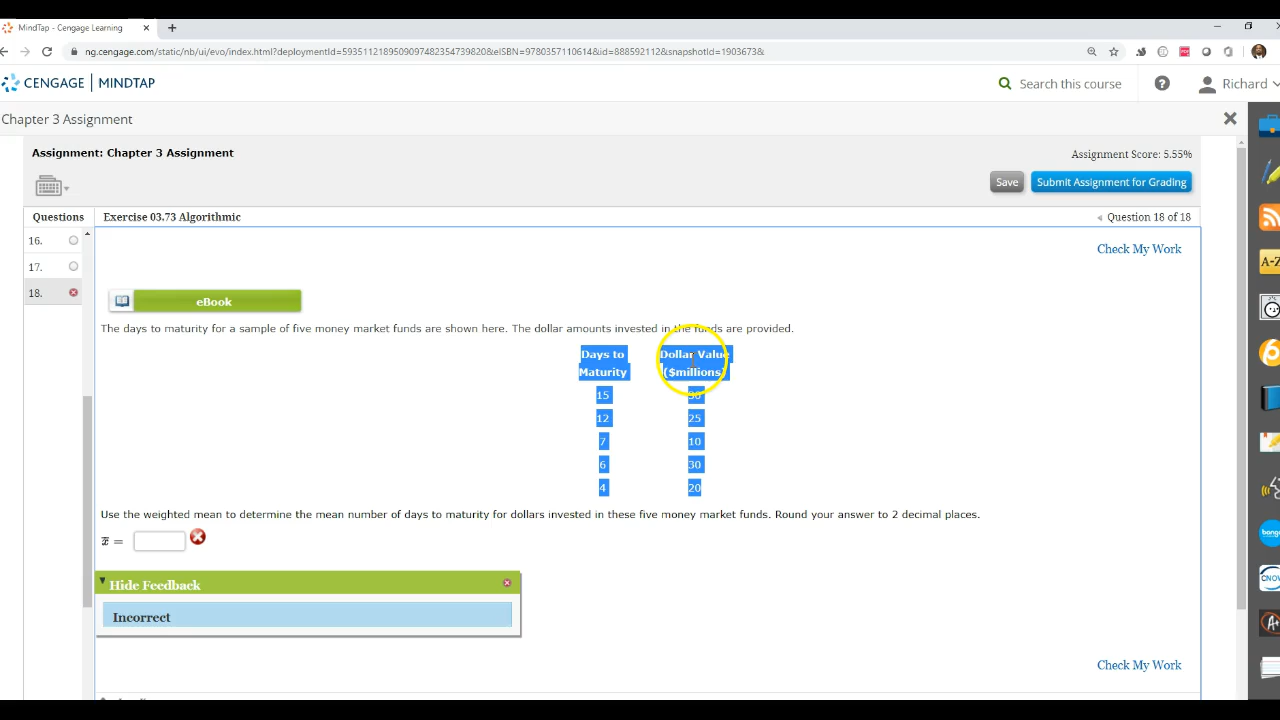 MindTap - Cengage Learning
ng.cengage.com/static/nb/ui/evo/index.html?deploymentId=59351121895090974823547398​20&eISBN=9780357110614&id=888592112&snapshotId=1903673&
CENGAGE | MINDTAP
Search this course
Richard
Chapter 3 Assignment
Assignment: Chapter 3 Assignment
Assignment Score: 5.55%
Save
Submit Assignment for Grading
Questions
Exercise 03.73 Algorithmic
Question 18 of 18
16.
17.
18.
Check My Work
eBook
The days to maturity for a sample of five money market funds are shown here. The dollar amounts invested in the funds are provided.
Days to Maturity
Dollar Value ($millions)
15 30
12 25
7 10
6 30
4 20
Use the weighted mean to determine the mean number of days to maturity for dollars invested in these five money market funds. Round your answer to 2 decimal places.
x̅ =
Hide Feedback
Incorrect
Check My Work
A-Z
bongo
CNOW
A+